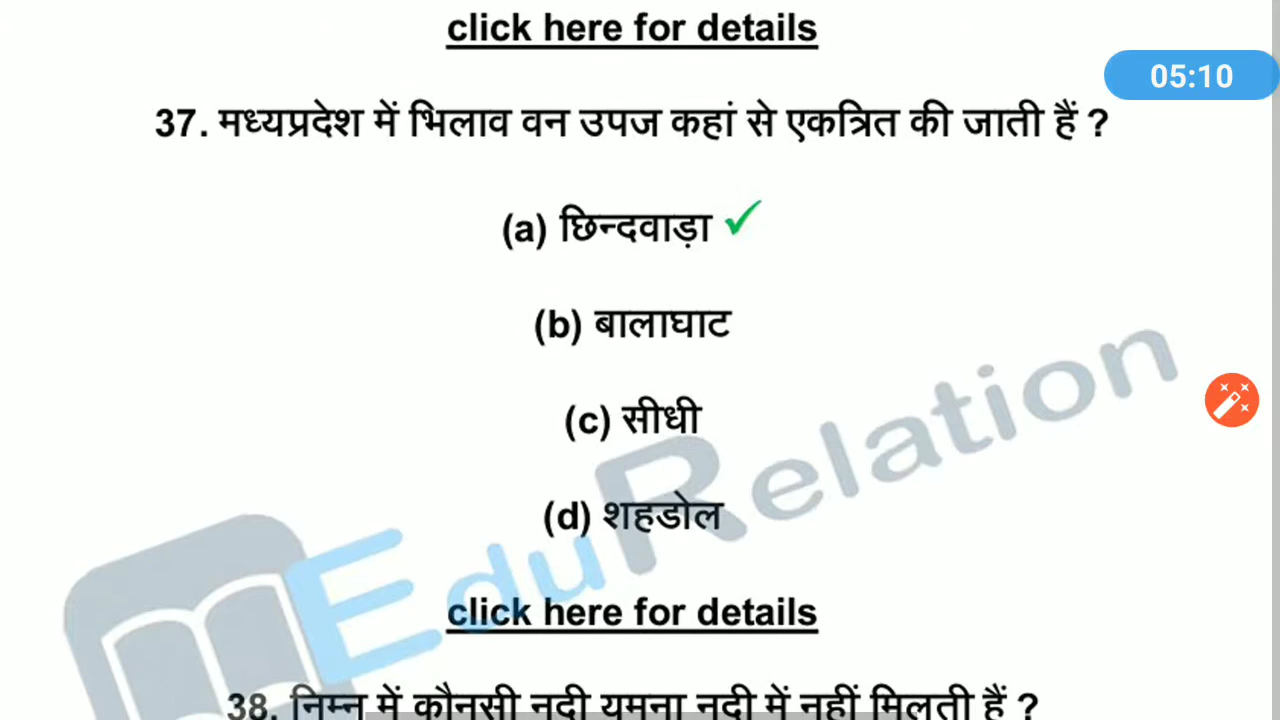 click here for details
05:10
37. मध्यप्रदेश में भिलाव वन उपज कहां से एकत्रित की जाती हैं ?
(a) छिन्दवाड़ा ✓
(b) बालाघाट
(c) सीधी
(d) शहडोल
EduRelation
click here for details
38. निम्न में कौनसी नदी यमुना नदी में नहीं मिलती हैं ?